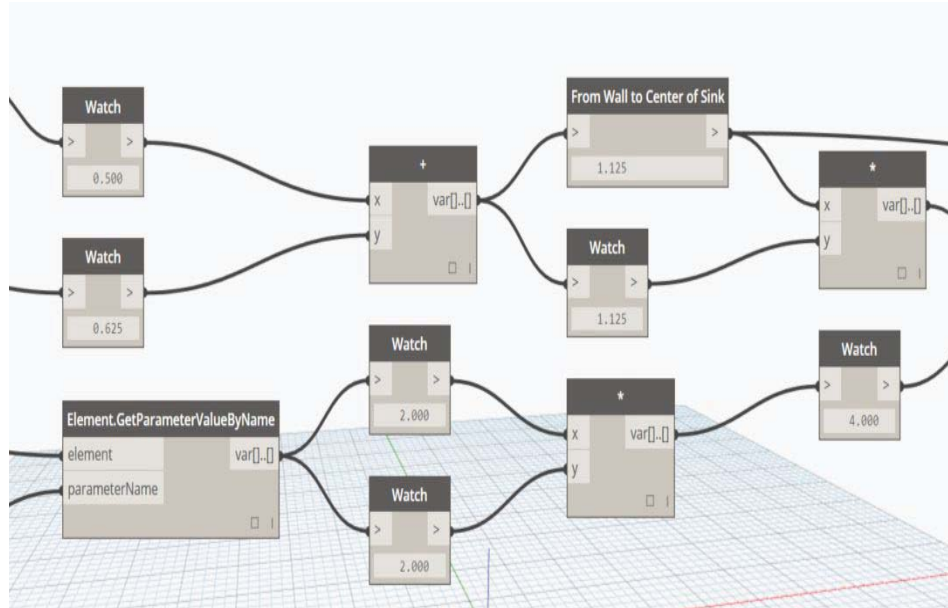 Watch
> >
0.500
Watch
> >
0.625
+
x var[]..[]
y
From Wall to Center of Sink
> >
1.125
Watch
> >
1.125
*
x var[]..[]
y
Element.GetParameterValueByName
element var[]..[]
parameterName
Watch
> >
2.000
Watch
> >
2.000
*
x var[]..[]
y
Watch
> >
4.000